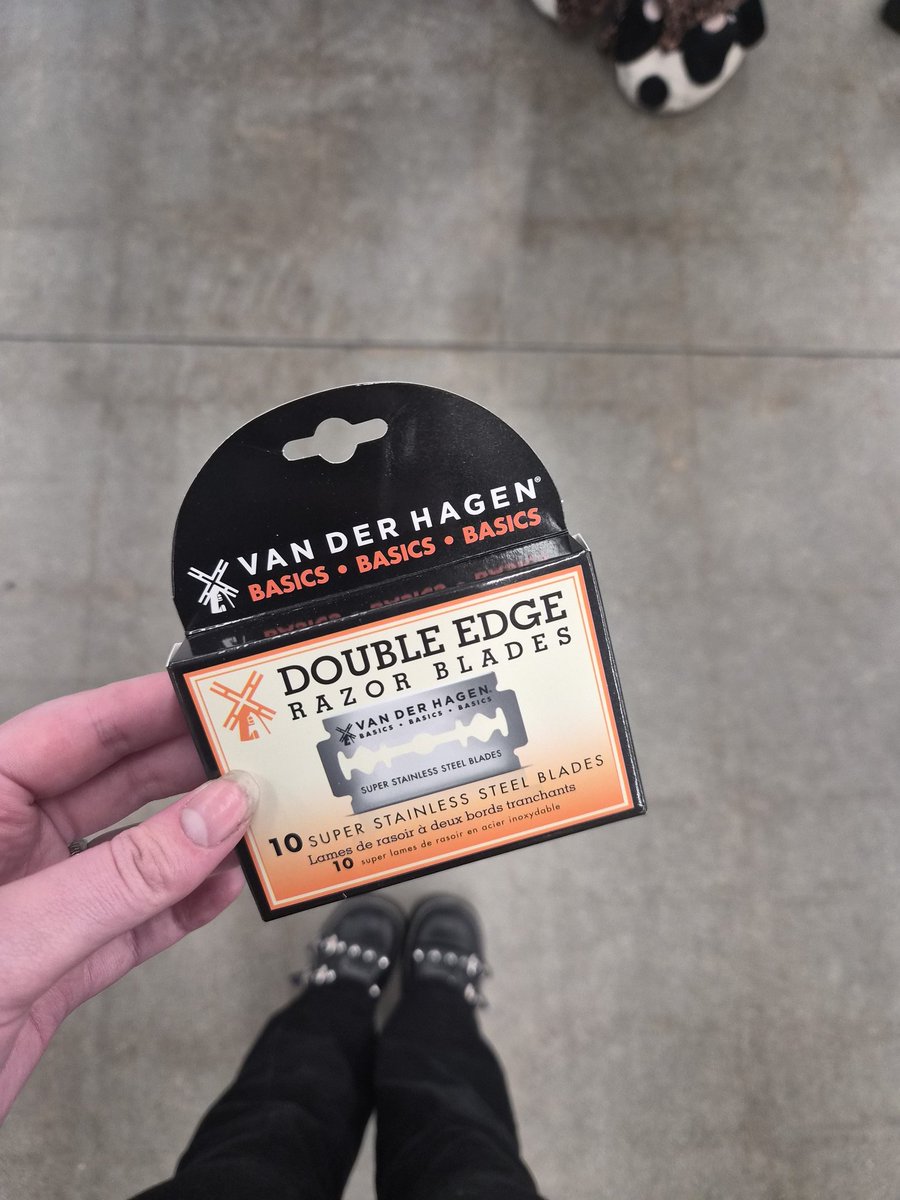 VAN DER HAGEN®
BASICS • BASICS • BASICS
DOUBLE EDGE
RAZOR BLADES
VAN DER HAGEN®
BASICS • BASICS • BASICS
SUPER STAINLESS STEEL BLADES
10 SUPER STAINLESS STEEL BLADES
Lames de rasoir à deux bords tranchants
10 super lames de rasoir en acier inoxydable